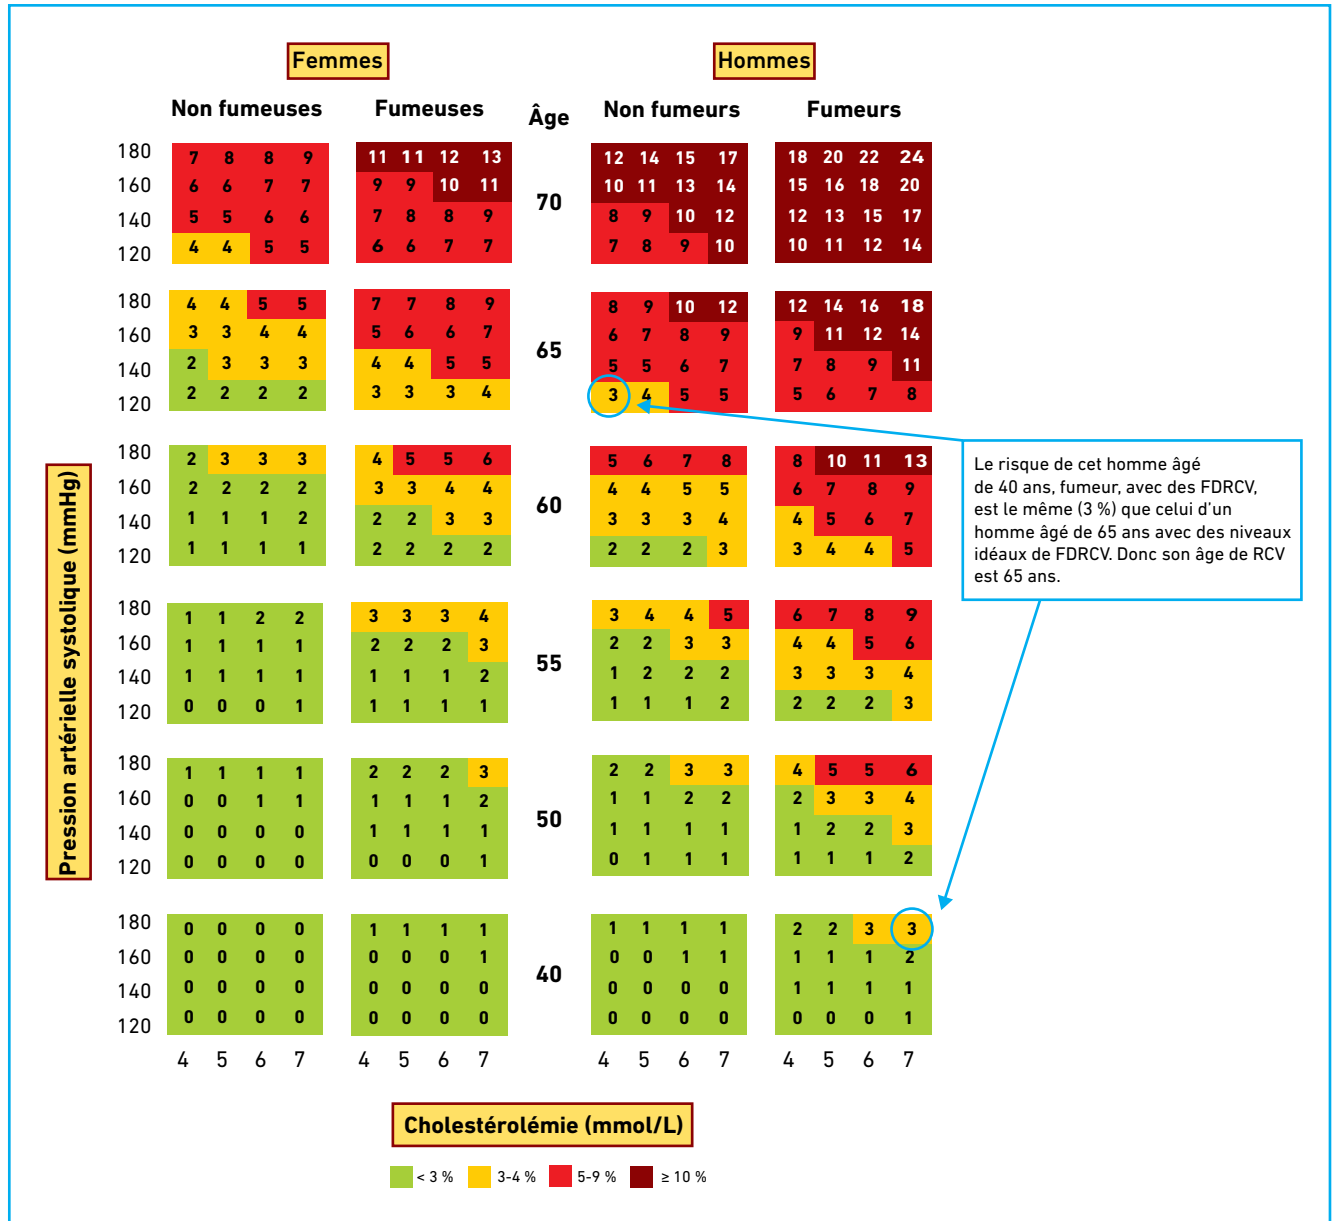 Femmes Hommes
Non fumeuses Fumeuses Âge Non fumeurs Fumeurs
180 7 8 8 9 11 11 12 13 12 14 15 17 18 20 22 24
160 6 6 7 7 9 9 10 11 10 11 13 14 15 16 18 20
70
140 5 5 6 6 7 8 8 9 8 9 10 12 12 13 15 17
120 4 4 5 5 6 6 7 7 7 8 9 10 10 11 12 14
180 4 4 5 5 7 7 8 9 8 9 10 12 12 14 16 18
160 3 3 4 4 5 6 6 7 6 7 8 9 9 11 12 14
65
140 2 3 3 3 4 4 5 5 5 5 6 7 7 8 9 11
120 2 2 2 2 3 3 3 4 3 4 5 5 5 6 7 8
180 2 3 3 3 4 5 5 6 5 6 7 8 8 10 11 13
160 2 2 2 2 3 3 4 4 4 4 5 5 6 7 8 9
60
140 1 1 1 2 2 2 3 3 3 3 3 4 4 5 6 7
120 1 1 1 1 2 2 2 2 2 2 2 3 3 4 4 5
180 1 1 2 2 3 3 3 4 3 4 4 5 6 7 8 9
160 1 1 1 1 2 2 2 3 2 2 3 3 4 4 5 6
55
140 1 1 1 1 1 1 1 2 1 2 2 2 3 3 3 4
120 0 0 0 1 1 1 1 1 1 1 1 2 2 2 2 3
180 1 1 1 1 2 2 2 3 2 2 3 3 4 5 5 6
160 0 0 1 1 1 1 1 2 1 1 2 2 2 3 3 4
50
140 0 0 0 0 1 1 1 1 1 1 1 1 1 2 2 3
120 0 0 0 0 0 0 0 1 0 1 1 1 1 1 1 2
180 0 0 0 0 1 1 1 1 1 1 1 1 2 2 3 3
160 0 0 0 0 0 0 0 1 0 0 1 1 1 1 1 2
40
140 0 0 0 0 0 0 0 0 0 0 0 0 1 1 1 1
120 0 0 0 0 0 0 0 0 0 0 0 0 0 0 0 1
4 5 6 7 4 5 6 7 4 5 6 7 4 5 6 7
Pression artérielle systolique (mmHg)
Le risque de cet homme âgé
de 40 ans, fumeur, avec des FDRCV,
est le même (3 %) que celui d’un
homme âgé de 65 ans avec des niveaux
idéaux de FDRCV. Donc son âge de RCV
est 65 ans.
Cholestérolémie (mmol/L)
< 3 % 3-4 % 5-9 % ≥ 10 %